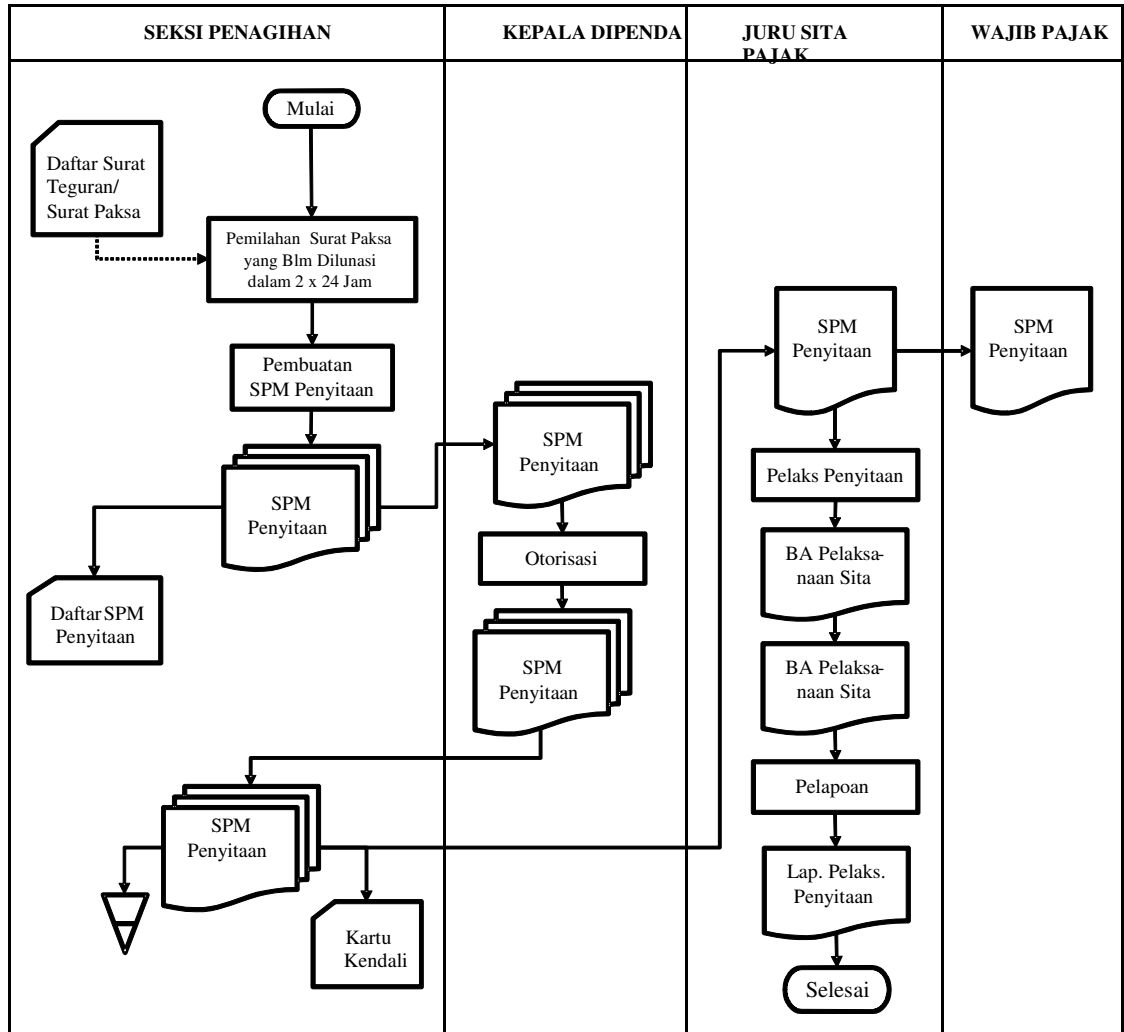 SEKSI PENAGIHAN
KEPALA DIPENDA
JURU SITA
PAJAK
WAJIB PAJAK
Mulai
Daftar Surat
Teguran/
Surat Paksa
Pemilahan Surat Paksa
yang Blm Dilunasi
dalam 2 x 24 Jam
Pembuatan
SPM Penyitaan
SPM
Penyitaan
Daftar SPM
Penyitaan
SPM
Penyitaan
Kartu
Kendali
SPM
Penyitaan
Otorisasi
SPM
Penyitaan
SPM
Penyitaan
Pelaks Penyitaan
BA Pelaksa-
naan Sita
BA Pelaksa-
naan Sita
Pelapoan
Lap. Pelaks.
Penyitaan
Selesai
SPM
Penyitaan